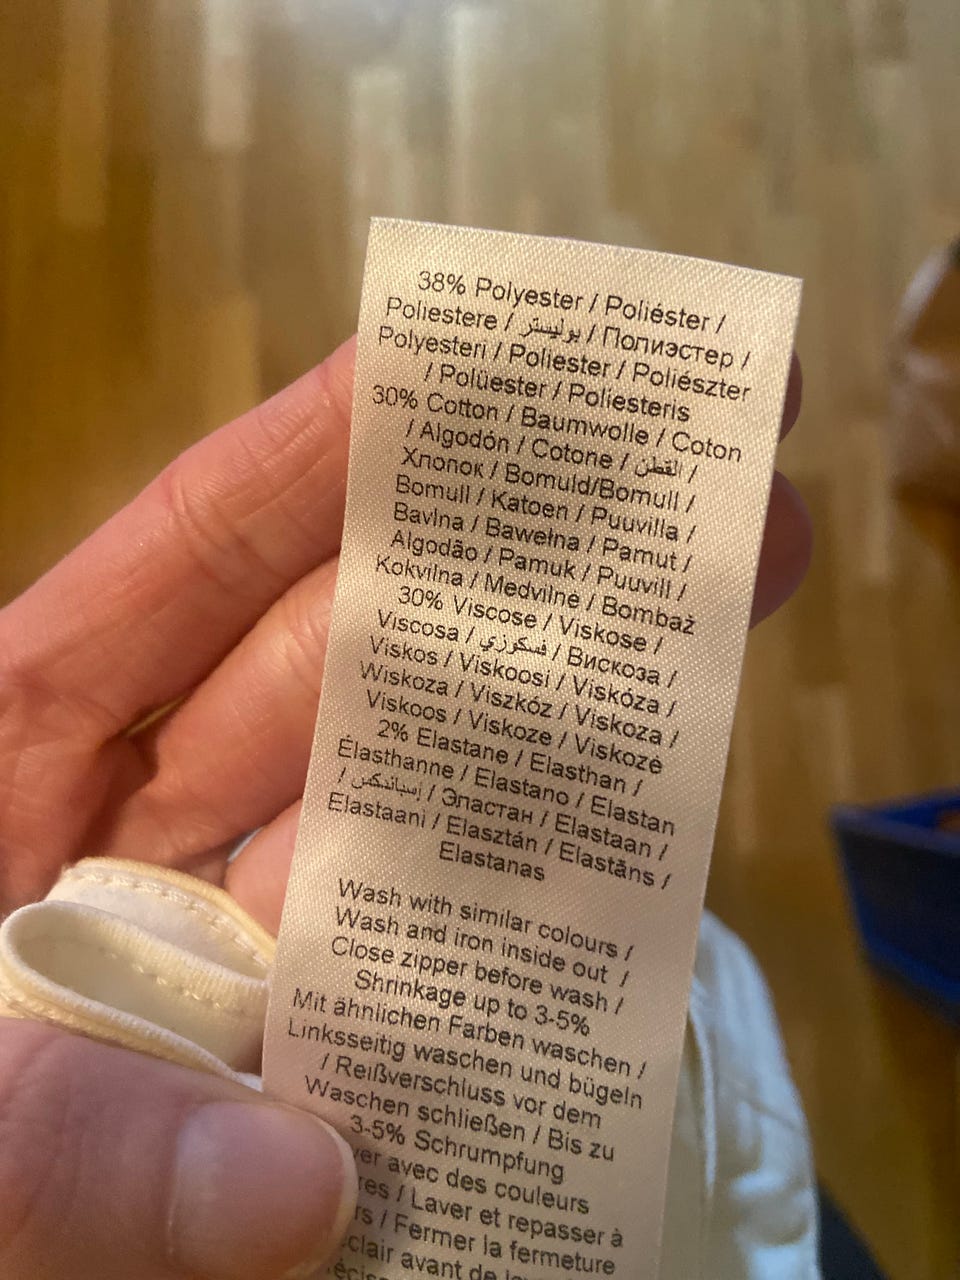 38% Polyester / Poliéster /
Poliestere / بوليستر / Полиэстер /
Polyesteri / Poliester / Poliészter
/ Polüester / Poliesteris
30% Cotton / Baumwolle / Coton
/ Algodón / Cotone / القطن /
Хлопок / Bomuld/Bomull /
Bomull / Katoen / Puuvilla /
Bavlna / Bawełna / Pamut /
Algodão / Pamuk / Puuvill /
Kokvilna / Medvilnė / Bombaž
30% Viscose / Viskose /
Viscosa / فسكوزي / Вискоза /
Viskos / Viskoosi / Viskóza /
Wiskoza / Viszkóz / Viskoza /
Viskoos / Viskoze / Viskozė
2% Elastane / Elasthan /
Élasthanne / Elastano / Elastan
/ إسباندكس / Эластан / Elastaan /
Elastaani / Elasztán / Elastāns /
Elastanas
Wash with similar colours /
Wash and iron inside out /
Close zipper before wash /
Shrinkage up to 3-5%
Mit ähnlichen Farben waschen /
Linksseitig waschen und bügeln
/ Reißverschluss vor dem
Waschen schließen / Bis zu
3-5% Schrumpfung
avec des couleurs
/ Laver et repasser à
/ Fermer la fermeture
avant de